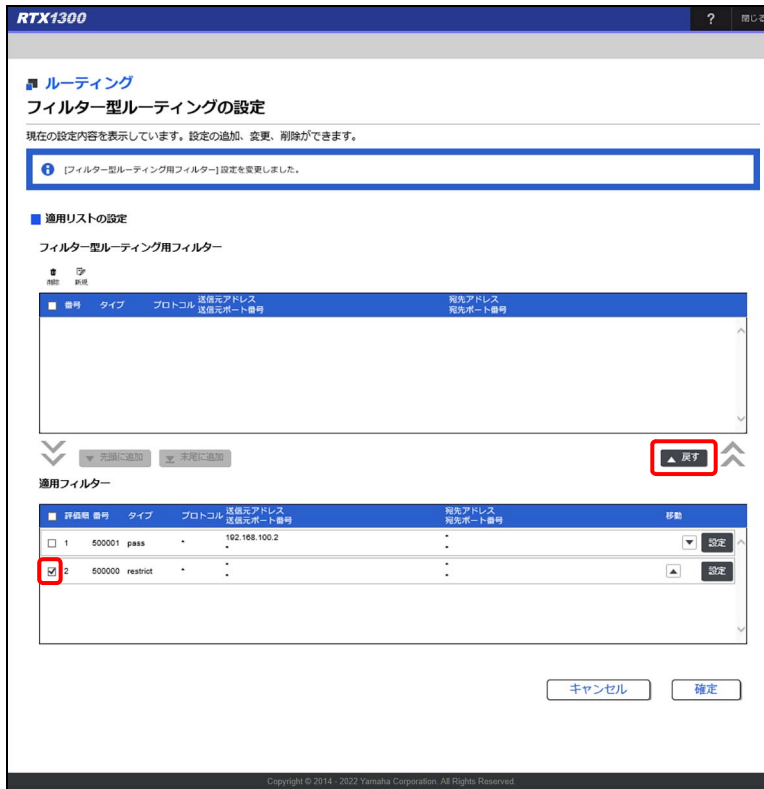 RTX1300
? 閉じる
ルーティング
フィルター型ルーティングの設定
現在の設定内容を表示しています。設定の追加、変更、削除ができます。
[フィルター型ルーティング用フィルター]設定を変更しました。
適用リストの設定
フィルター型ルーティング用フィルター
削除 新規
番号 タイプ プロトコル 送信元アドレス 宛先アドレス
送信元ポート番号 宛先ポート番号
先頭に追加 末尾に追加 戻す
適用フィルター
評価順 番号 タイプ プロトコル 送信元アドレス 宛先アドレス 移動
送信元ポート番号 宛先ポート番号
1 500001 pass * 192.168.100.2 * 設定
* *
2 500000 restrict * * * 設定
* *
キャンセル 確定
Copyright © 2014 - 2022 Yamaha Corporation. All Rights Reserved.